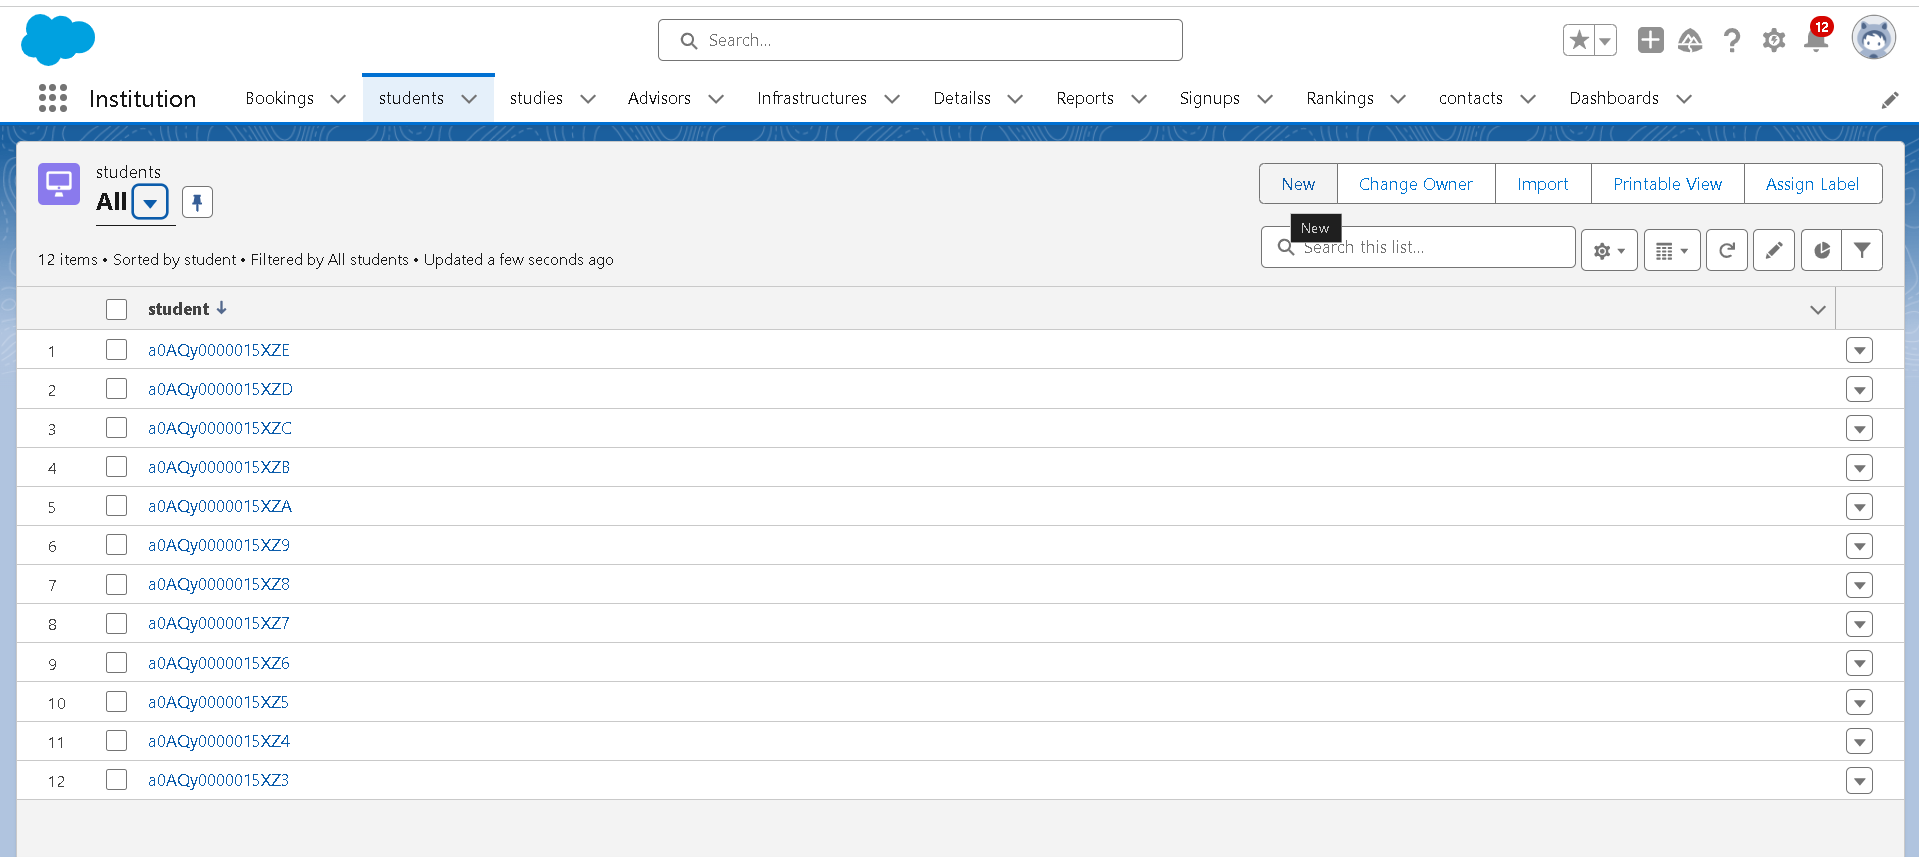 Search...
12
Institution
Bookings
students
studies
Advisors
Infrastructures
Detailss
Reports
Signups
Rankings
contacts
Dashboards
students
All
New
Change Owner
Import
Printable View
Assign Label
New
Search this list...
12 items • Sorted by student • Filtered by All students • Updated a few seconds ago
student
1 a0AQy0000015XZE
2 a0AQy0000015XZD
3 a0AQy0000015XZC
4 a0AQy0000015XZB
5 a0AQy0000015XZA
6 a0AQy0000015XZ9
7 a0AQy0000015XZ8
8 a0AQy0000015XZ7
9 a0AQy0000015XZ6
10 a0AQy0000015XZ5
11 a0AQy0000015XZ4
12 a0AQy0000015XZ3